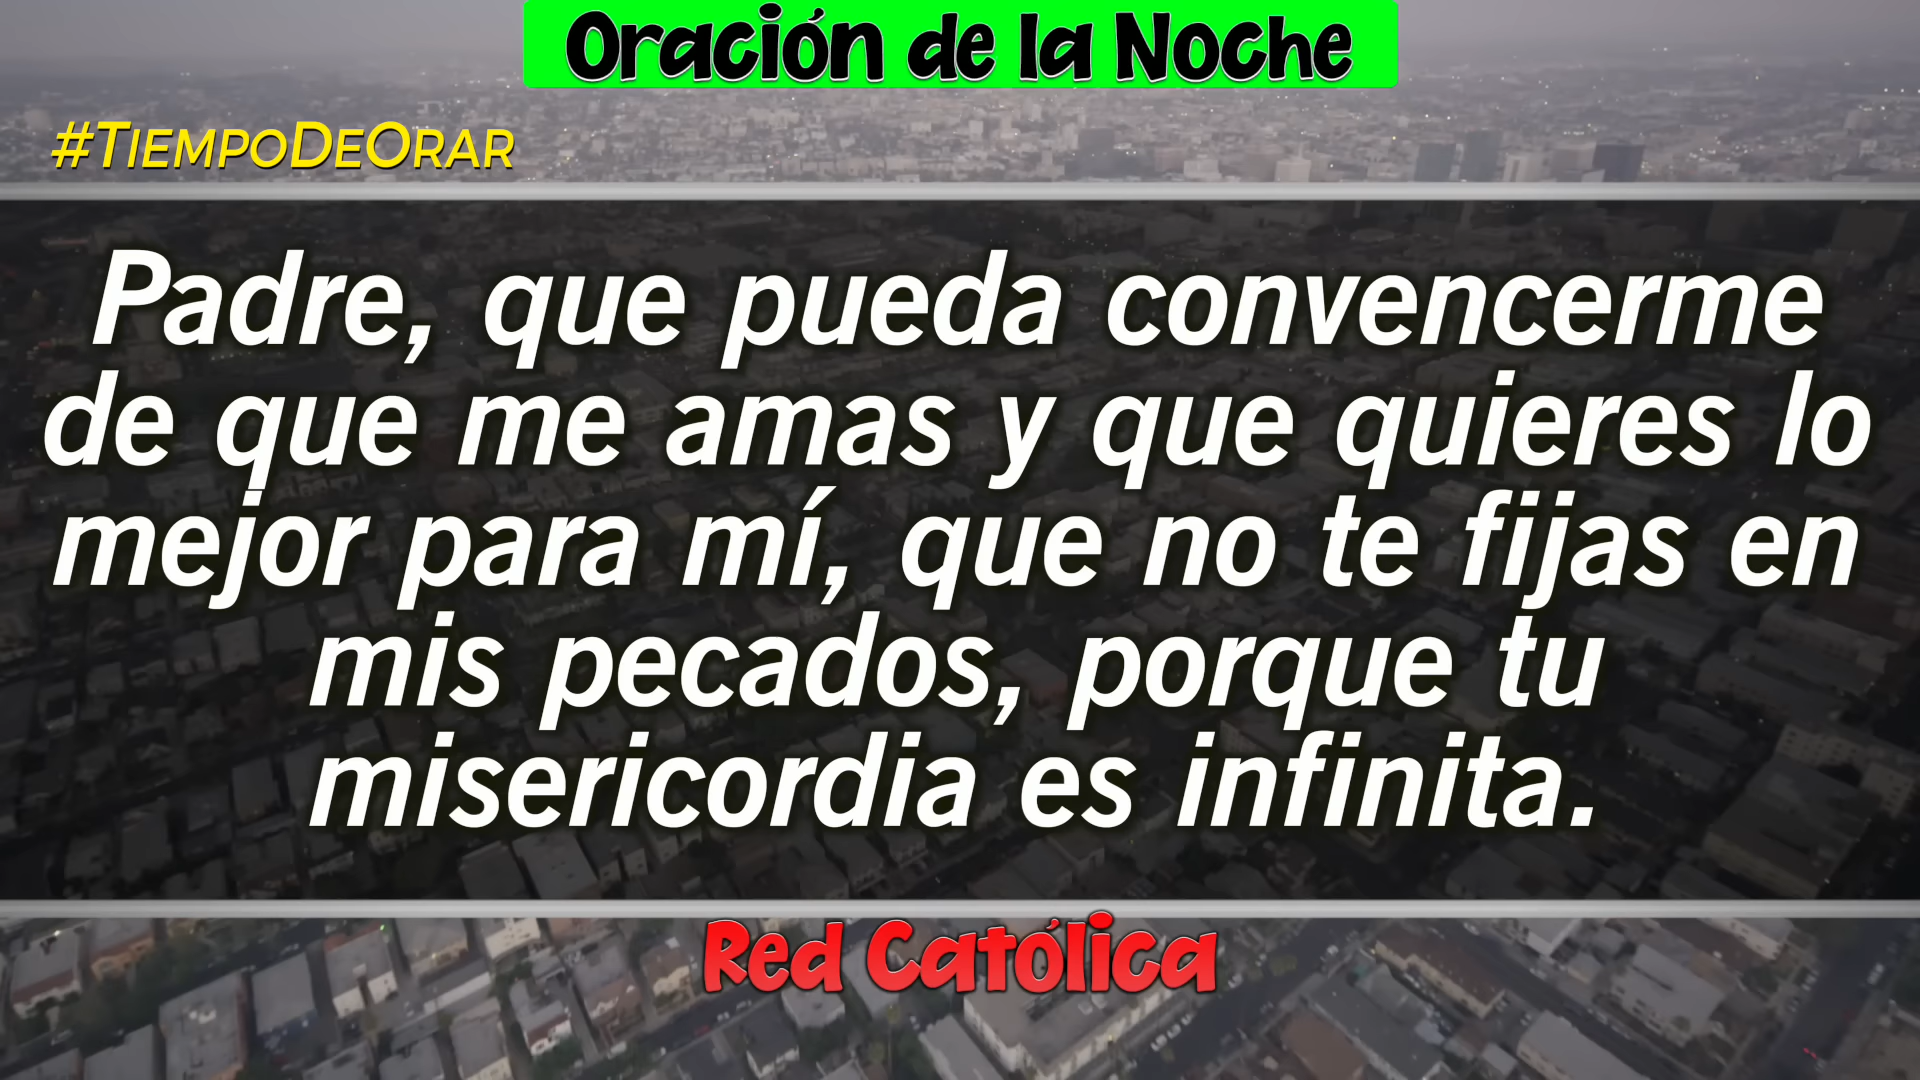 Oración de la Noche
#TiempoDeOrar
Padre, que pueda convencerme
de que me amas y que quieres lo
mejor para mí, que no te fijas en
mis pecados, porque tu
misericordia es infinita.
Red Católica